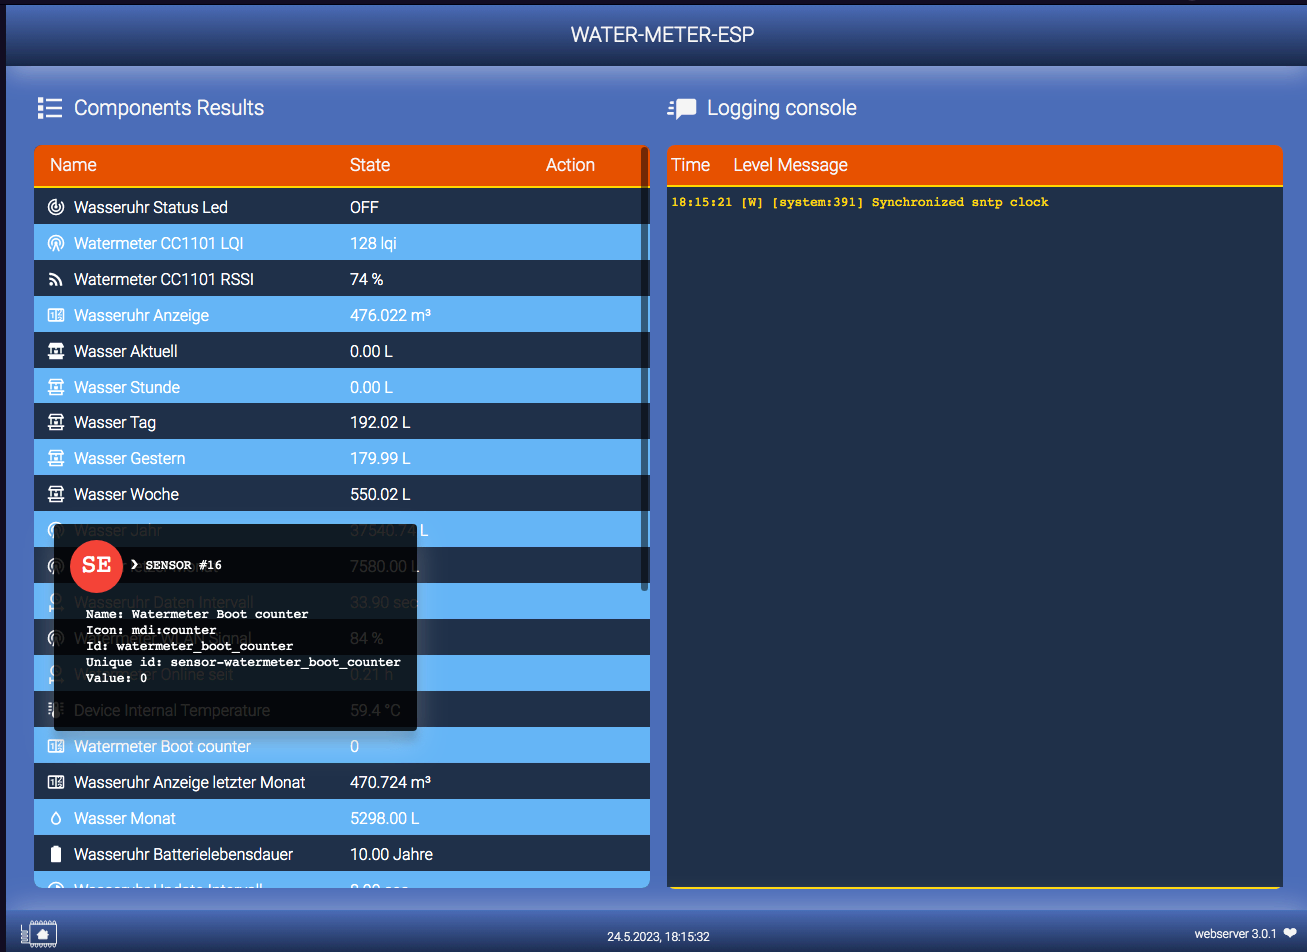 WATER-METER-ESP
Components Results
Name State Action
Wasseruhr Status Led OFF
Watermeter CC1101 LQI 128 lqi
Watermeter CC1101 RSSI 74 %
Wasseruhr Anzeige 476.022 m³
Wasser Aktuell 0.00 L
Wasser Stunde 0.00 L
Wasser Tag 192.02 L
Wasser Gestern 179.99 L
Wasser Woche 550.02 L
Wasser Jahr 37540.74 L
7580.00 L
Wasseruhr Daten Intervall 33.90 sec
Watermeter WLAN Signal 84 %
Watermeter Online seit 0.21 h
Device Internal Temperature 59.4 °C
Watermeter Boot counter 0
Wasseruhr Anzeige letzter Monat 470.724 m³
Wasser Monat 5298.00 L
Wasseruhr Batterielebensdauer 10.00 Jahre
Wasseruhr Update Intervall 8.00 sec
SE
❯ SENSOR #16
Name: Watermeter Boot counter
Icon: mdi:counter
Id: watermeter_boot_counter
Unique id: sensor-watermeter_boot_counter
Value: 0
Logging console
Time Level Message
18:15:21 [W] [system:391] Synchronized sntp clock
24.5.2023, 18:15:32
webserver 3.0.1 ❤